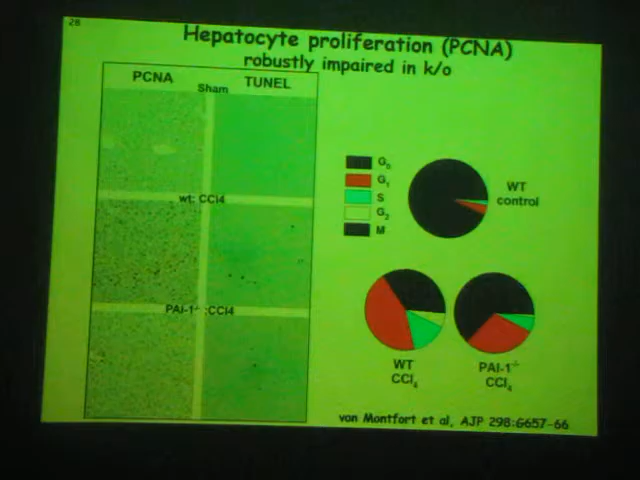 28
Hepatocyte proliferation (PCNA)
robustly impaired in k/o
PCNA
TUNEL
Sham
wt: CCl4
PAI-1-/-:CCl4
G0
G1
S
G2
M
WT
control
WT
CCl4
PAI-1-/-
CCl4
von Montfort et al, AJP 298:G657-66